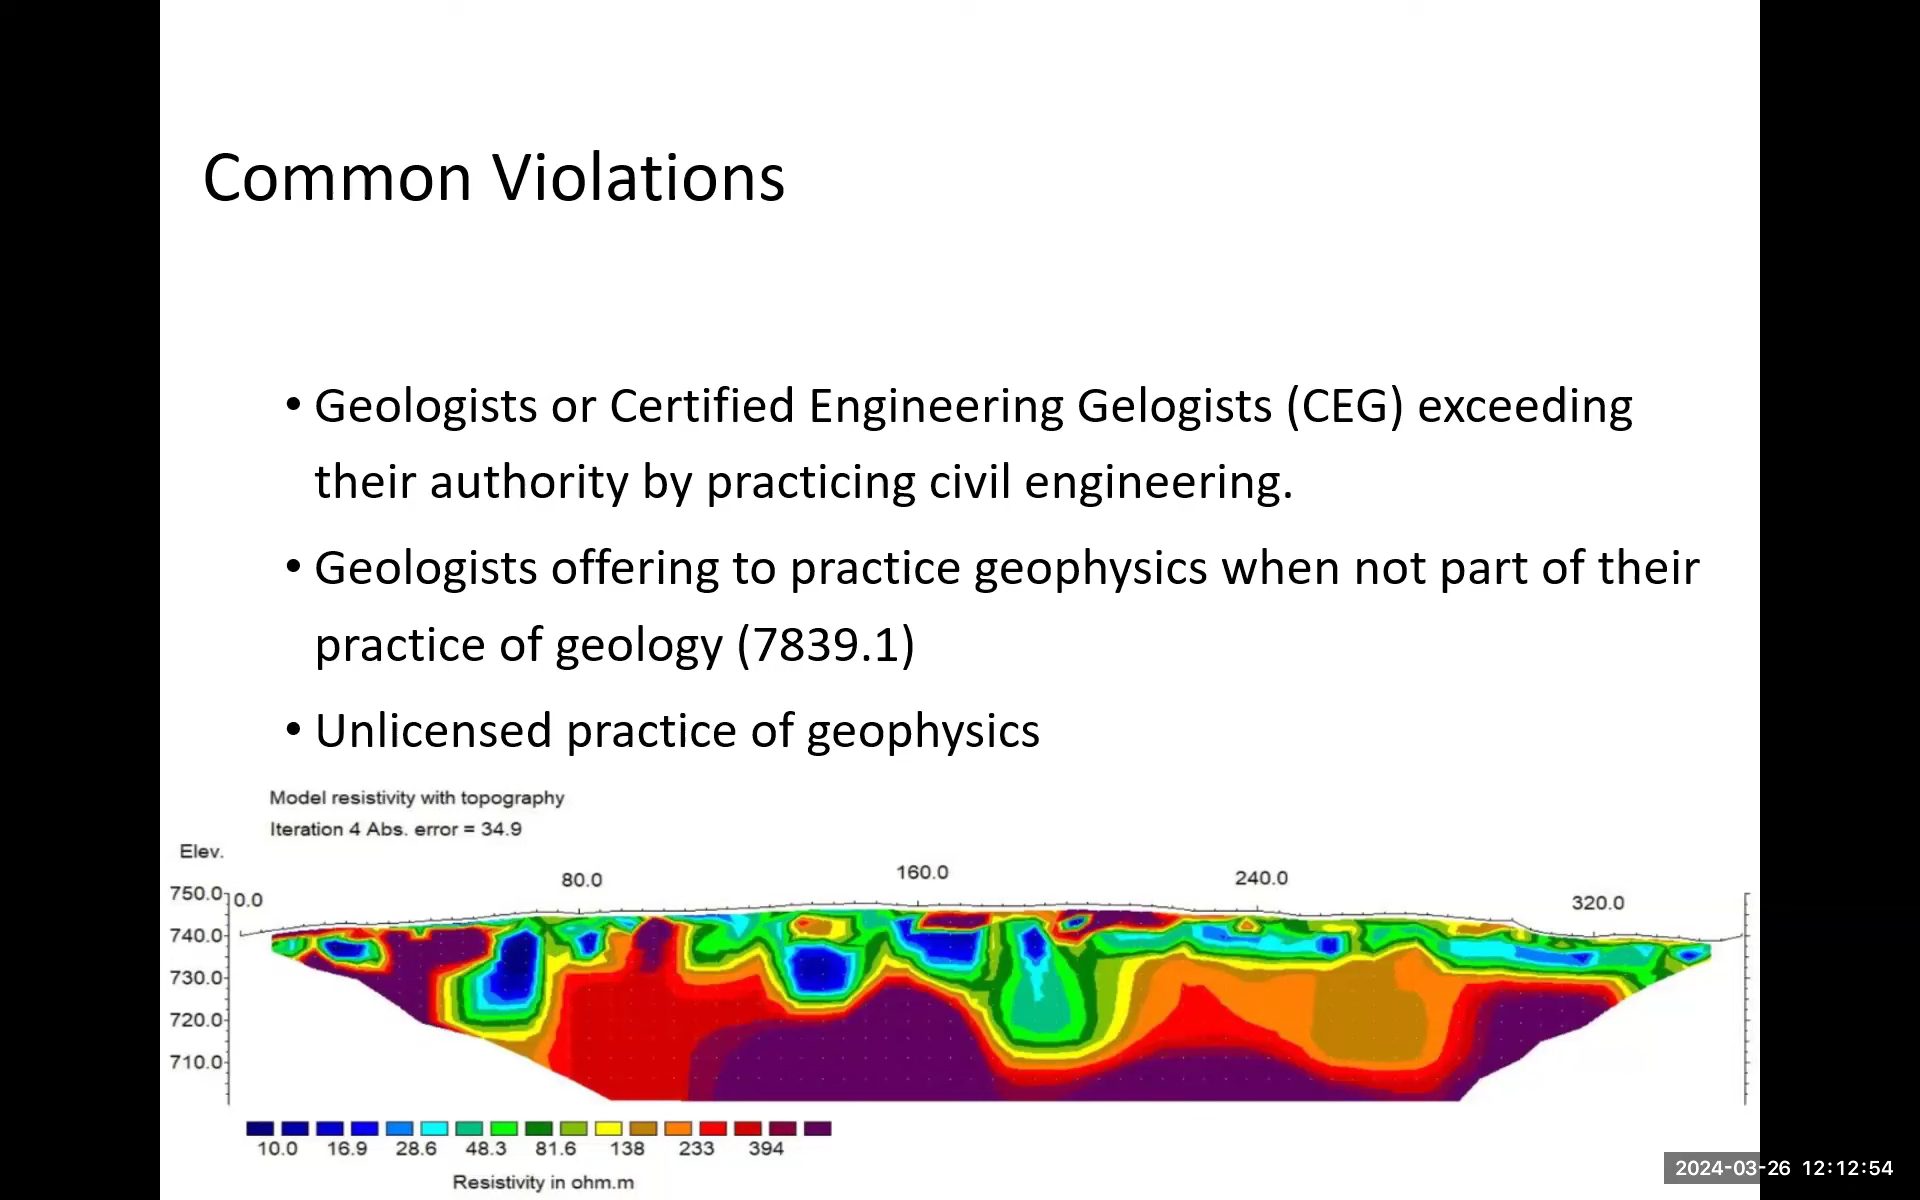 Common Violations
• Geologists or Certified Engineering Gelogists (CEG) exceeding
their authority by practicing civil engineering.
• Geologists offering to practice geophysics when not part of their
practice of geology (7839.1)
• Unlicensed practice of geophysics
Model resistivity with topography
Iteration 4 Abs. error = 34.9
Elev.
80.0 160.0 240.0
750.0 0.0 320.0
740.0
730.0
720.0
710.0
10.0 16.9 28.6 48.3 81.6 138 233 394
Resistivity in ohm.m
2024-03-26 12:12:54